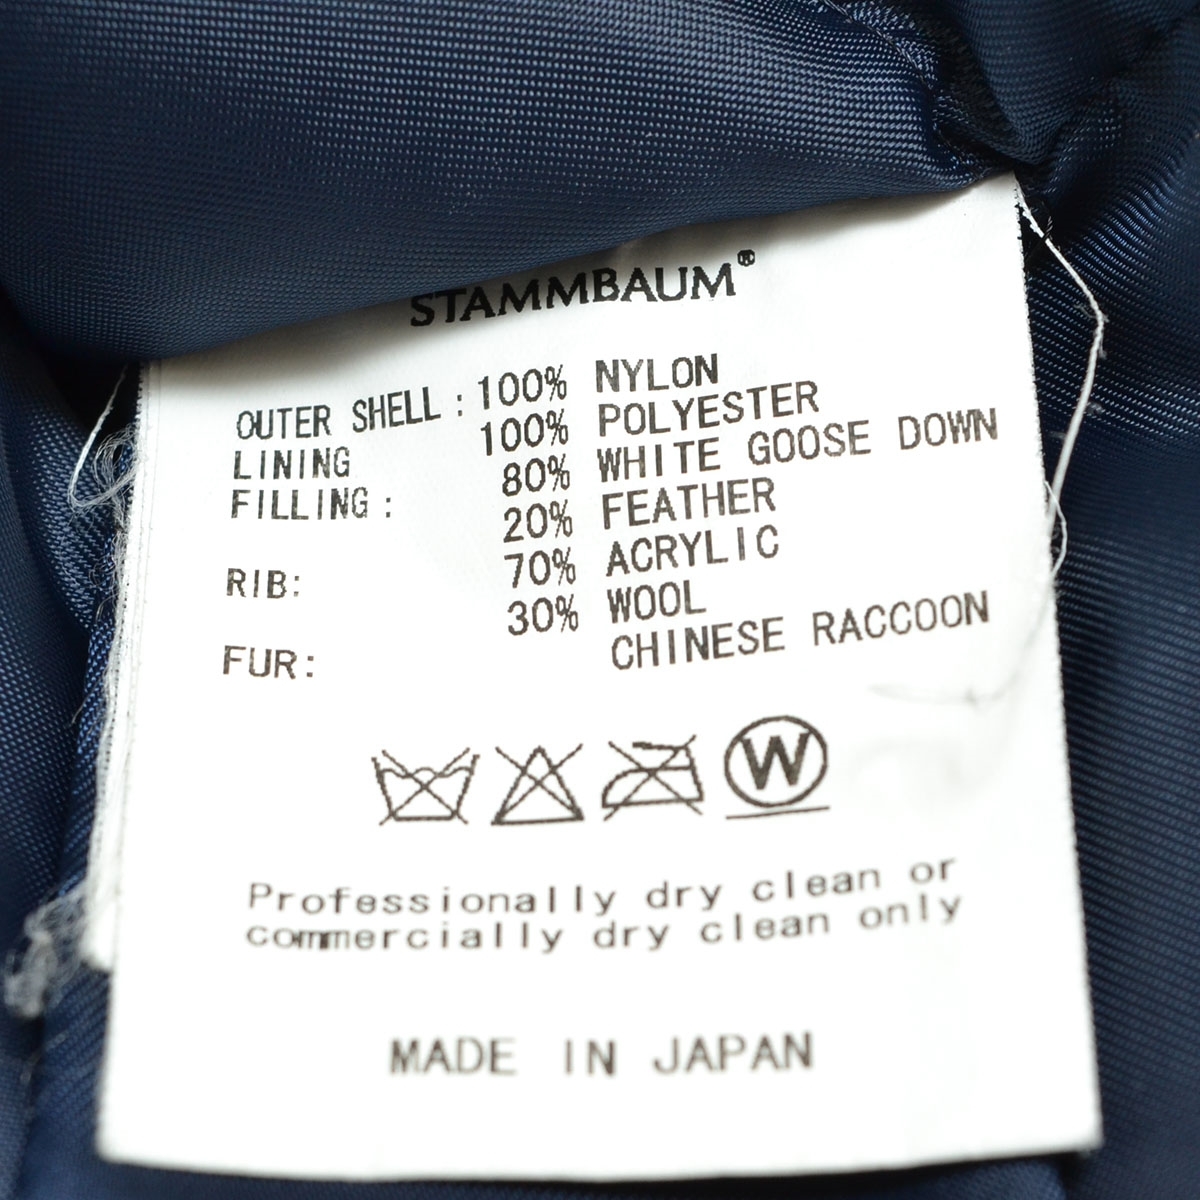 STAMMBAUM®
OUTER SHELL : 100% NYLON
LINING 100% POLYESTER
FILLING : 80% WHITE GOOSE DOWN
20% FEATHER
RIB: 70% ACRYLIC
30% WOOL
FUR: CHINESE RACCOON
W
Professionally dry clean or
commercially dry clean only
MADE IN JAPAN